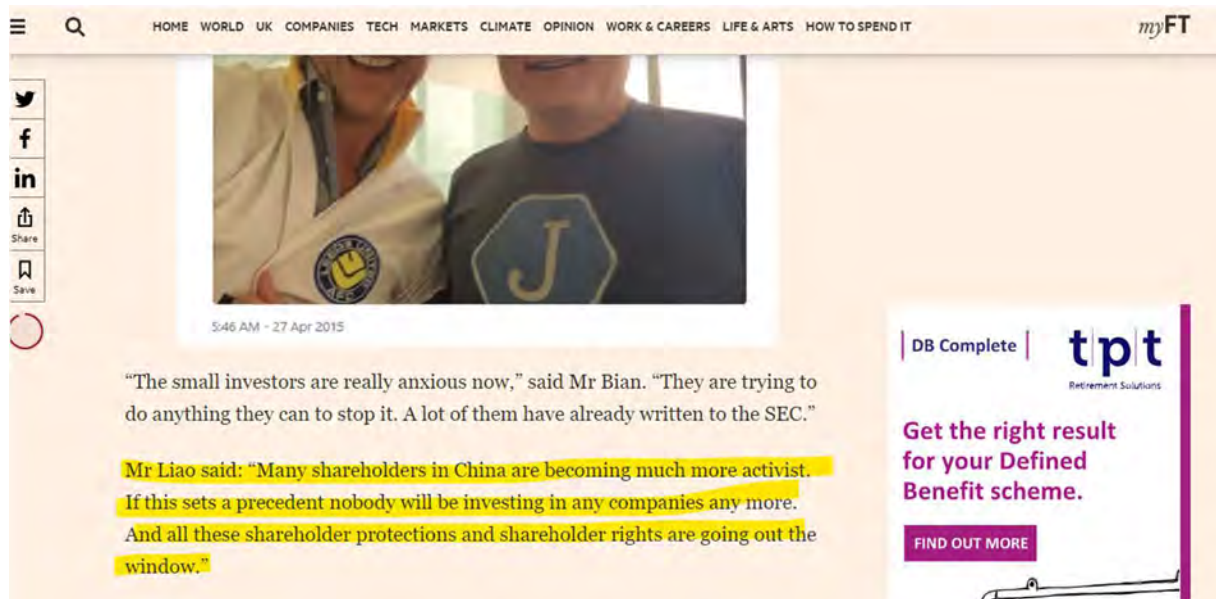 HOME WORLD UK COMPANIES TECH MARKETS CLIMATE OPINION WORK & CAREERS LIFE & ARTS HOW TO SPEND IT
myFT
Share
Save
J
5:46 AM - 27 Apr 2015
“The small investors are really anxious now,” said Mr Bian. “They are trying to
do anything they can to stop it. A lot of them have already written to the SEC.”
Mr Liao said: “Many shareholders in China are becoming much more activist.
If this sets a precedent nobody will be investing in any companies any more.
And all these shareholder protections and shareholder rights are going out the
window.”
DB Complete
tpt
Retirement Solutions
Get the right result
for your Defined
Benefit scheme.
FIND OUT MORE